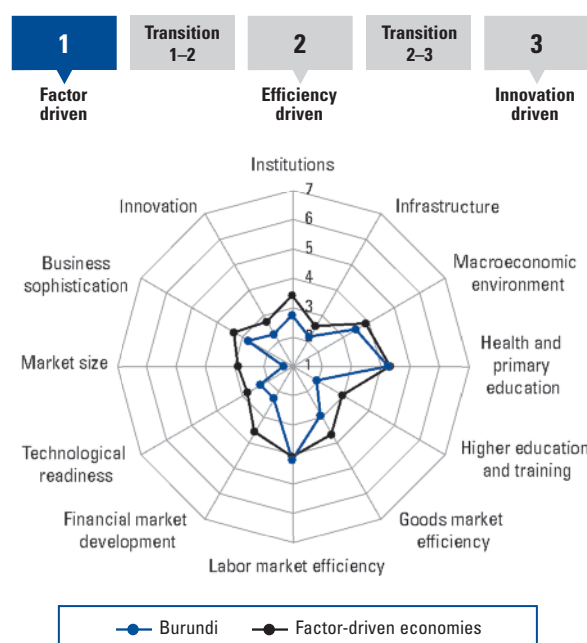 1
Transition
1–2
2
Transition
2–3
3
Factor
driven
Efficiency
driven
Innovation
driven
Institutions
7
Innovation
Infrastructure
6
5
Business
sophistication
Macroeconomic
environment
4
3
2
Market size
1
Health and
primary
education
Technological
readiness
Higher education
and training
Financial market
development
Goods market
efficiency
Labor market efficiency
Burundi
Factor-driven economies